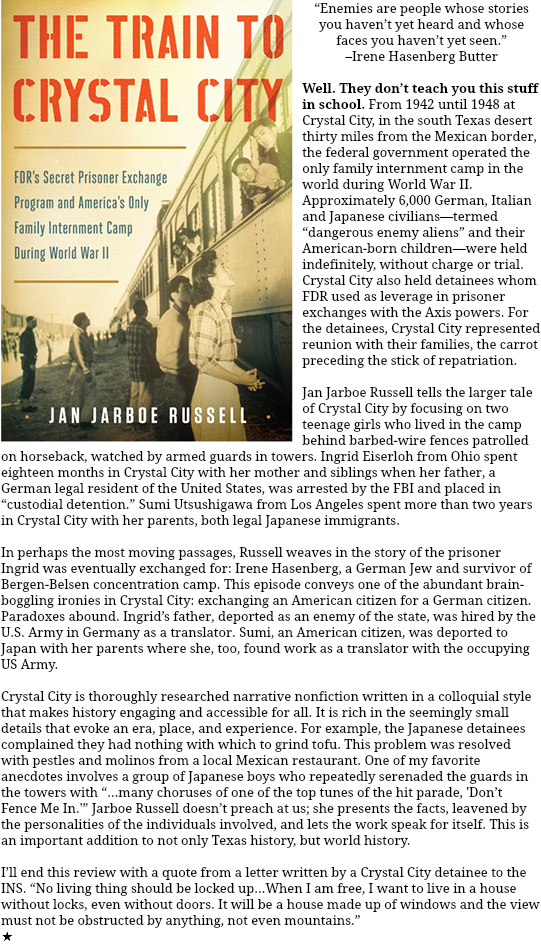 THE TRAIN TO
CRYSTAL CITY
FDR's Secret Prisoner Exchange
Program and America's Only
Family Internment Camp
During World War II
JAN JARBOE RUSSELL
“Enemies are people whose stories
you haven’t yet heard and whose
faces you haven’t yet seen.”
–Irene Hasenberg Butter
Well. They don’t teach you this stuff
in school. From 1942 until 1948 at
Crystal City, in the south Texas desert
thirty miles from the Mexican border,
the federal government operated the
only family internment camp in the
world during World War II.
Approximately 6,000 German, Italian
and Japanese civilians—termed
“dangerous enemy aliens” and their
American-born children—were held
indefinitely, without charge or trial.
Crystal City also held detainees whom
FDR used as leverage in prisoner
exchanges with the Axis powers. For
the detainees, Crystal City represented
reunion with their families, the carrot
preceding the stick of repatriation.
Jan Jarboe Russell tells the larger tale
of Crystal City by focusing on two
teenage girls who lived in the camp
behind barbed-wire fences patrolled
on horseback, watched by armed guards in towers. Ingrid Eiserloh from Ohio spent
eighteen months in Crystal City with her mother and siblings when her father, a
German legal resident of the United States, was arrested by the FBI and placed in
“custodial detention.” Sumi Utsushigawa from Los Angeles spent more than two years
in Crystal City with her parents, both legal Japanese immigrants.
In perhaps the most moving passages, Russell weaves in the story of the prisoner
Ingrid was eventually exchanged for: Irene Hasenberg, a German Jew and survivor of
Bergen-Belsen concentration camp. This episode conveys one of the abundant brain-
boggling ironies in Crystal City: exchanging an American citizen for a German citizen.
Paradoxes abound. Ingrid’s father, deported as an enemy of the state, was hired by the
U.S. Army in Germany as a translator. Sumi, an American citizen, was deported to
Japan with her parents where she, too, found work as a translator with the occupying
US Army.
Crystal City is thoroughly researched narrative nonfiction written in a colloquial style
that makes history engaging and accessible for all. It is rich in the seemingly small
details that evoke an era, place, and experience. For example, the Japanese detainees
complained they had nothing with which to grind tofu. This problem was resolved
with pestles and molinos from a local Mexican restaurant. One of my favorite
anecdotes involves a group of Japanese boys who repeatedly serenaded the guards in
the towers with “…many choruses of one of the top tunes of the hit parade, 'Don’t
Fence Me In.'” Jarboe Russell doesn’t preach at us; she presents the facts, leavened by
the personalities of the individuals involved, and lets the work speak for itself. This is
an important addition to not only Texas history, but world history.
I’ll end this review with a quote from a letter written by a Crystal City detainee to the
INS. “No living thing should be locked up…When I am free, I want to live in a house
without locks, even without doors. It will be a house made up of windows and the view
must not be obstructed by anything, not even mountains.”
★